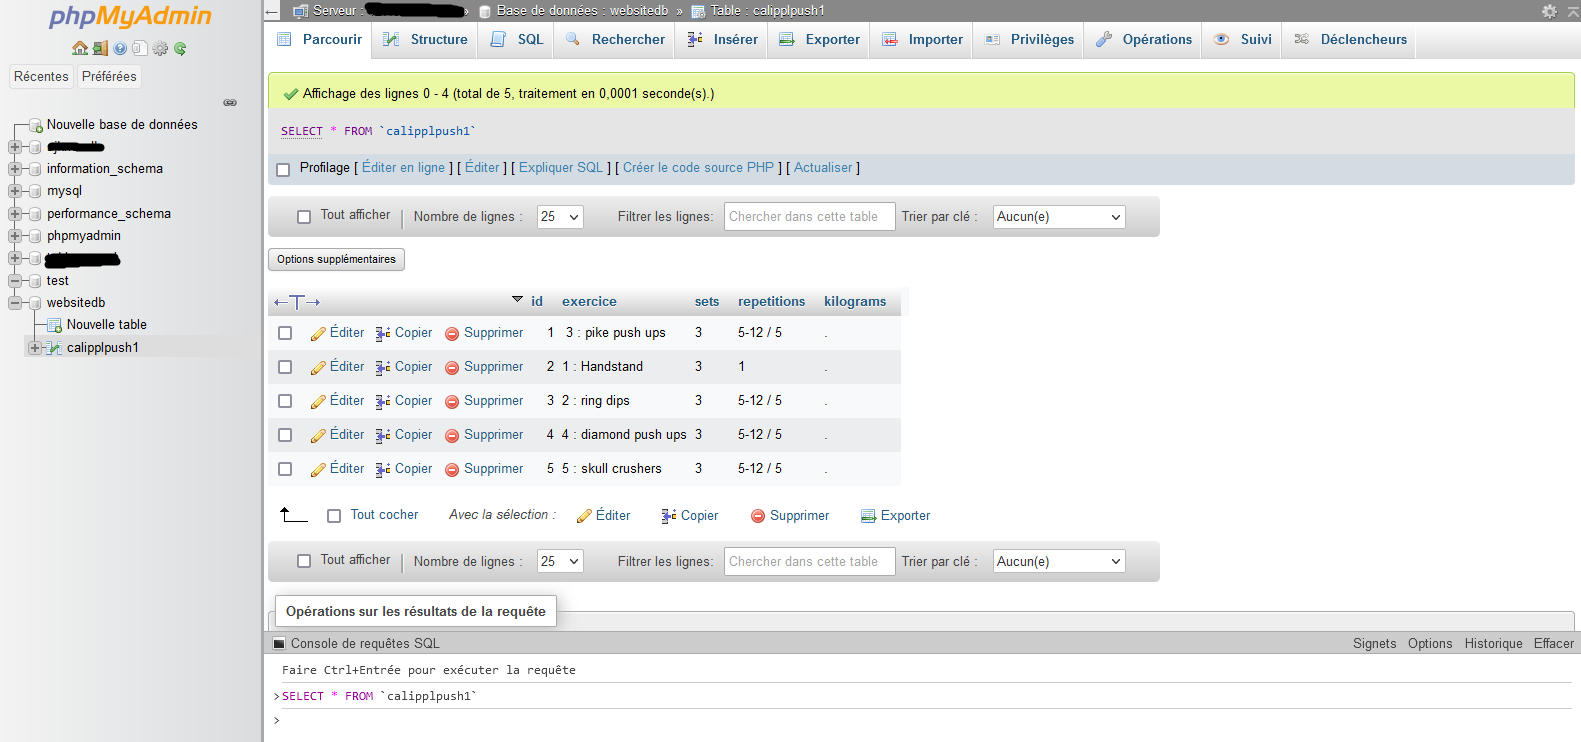 phpMyAdmin
Récentes Préférées
Nouvelle base de données
information_schema
mysql
performance_schema
phpmyadmin
test
websitedb
Nouvelle table
calipplpush1
Serveur : » Base de données : websitedb » Table : calipplpush1
Parcourir Structure SQL Rechercher Insérer Exporter Importer Privilèges Opérations Suivi Déclencheurs
Affichage des lignes 0 - 4 (total de 5, traitement en 0,0001 seconde(s).)
SELECT * FROM `calipplpush1`
Profilage [ Éditer en ligne ] [ Éditer ] [ Expliquer SQL ] [ Créer le code source PHP ] [ Actualiser ]
Tout afficher | Nombre de lignes : 25 Filtrer les lignes: Chercher dans cette table Trier par clé : Aucun(e)
Options supplémentaires
←T→ id exercice sets repetitions kilograms
Éditer Copier Supprimer 1 3 : pike push ups 3 5-12 / 5 .
Éditer Copier Supprimer 2 1 : Handstand 3 1 .
Éditer Copier Supprimer 3 2 : ring dips 3 5-12 / 5 .
Éditer Copier Supprimer 4 4 : diamond push ups 3 5-12 / 5 .
Éditer Copier Supprimer 5 5 : skull crushers 3 5-12 / 5 .
Tout cocher Avec la sélection : Éditer Copier Supprimer Exporter
Tout afficher | Nombre de lignes : 25 Filtrer les lignes: Chercher dans cette table Trier par clé : Aucun(e)
Opérations sur les résultats de la requête
Console de requêtes SQL Signets Options Historique Effacer
Faire Ctrl+Entrée pour exécuter la requête
>SELECT * FROM `calipplpush1`
>